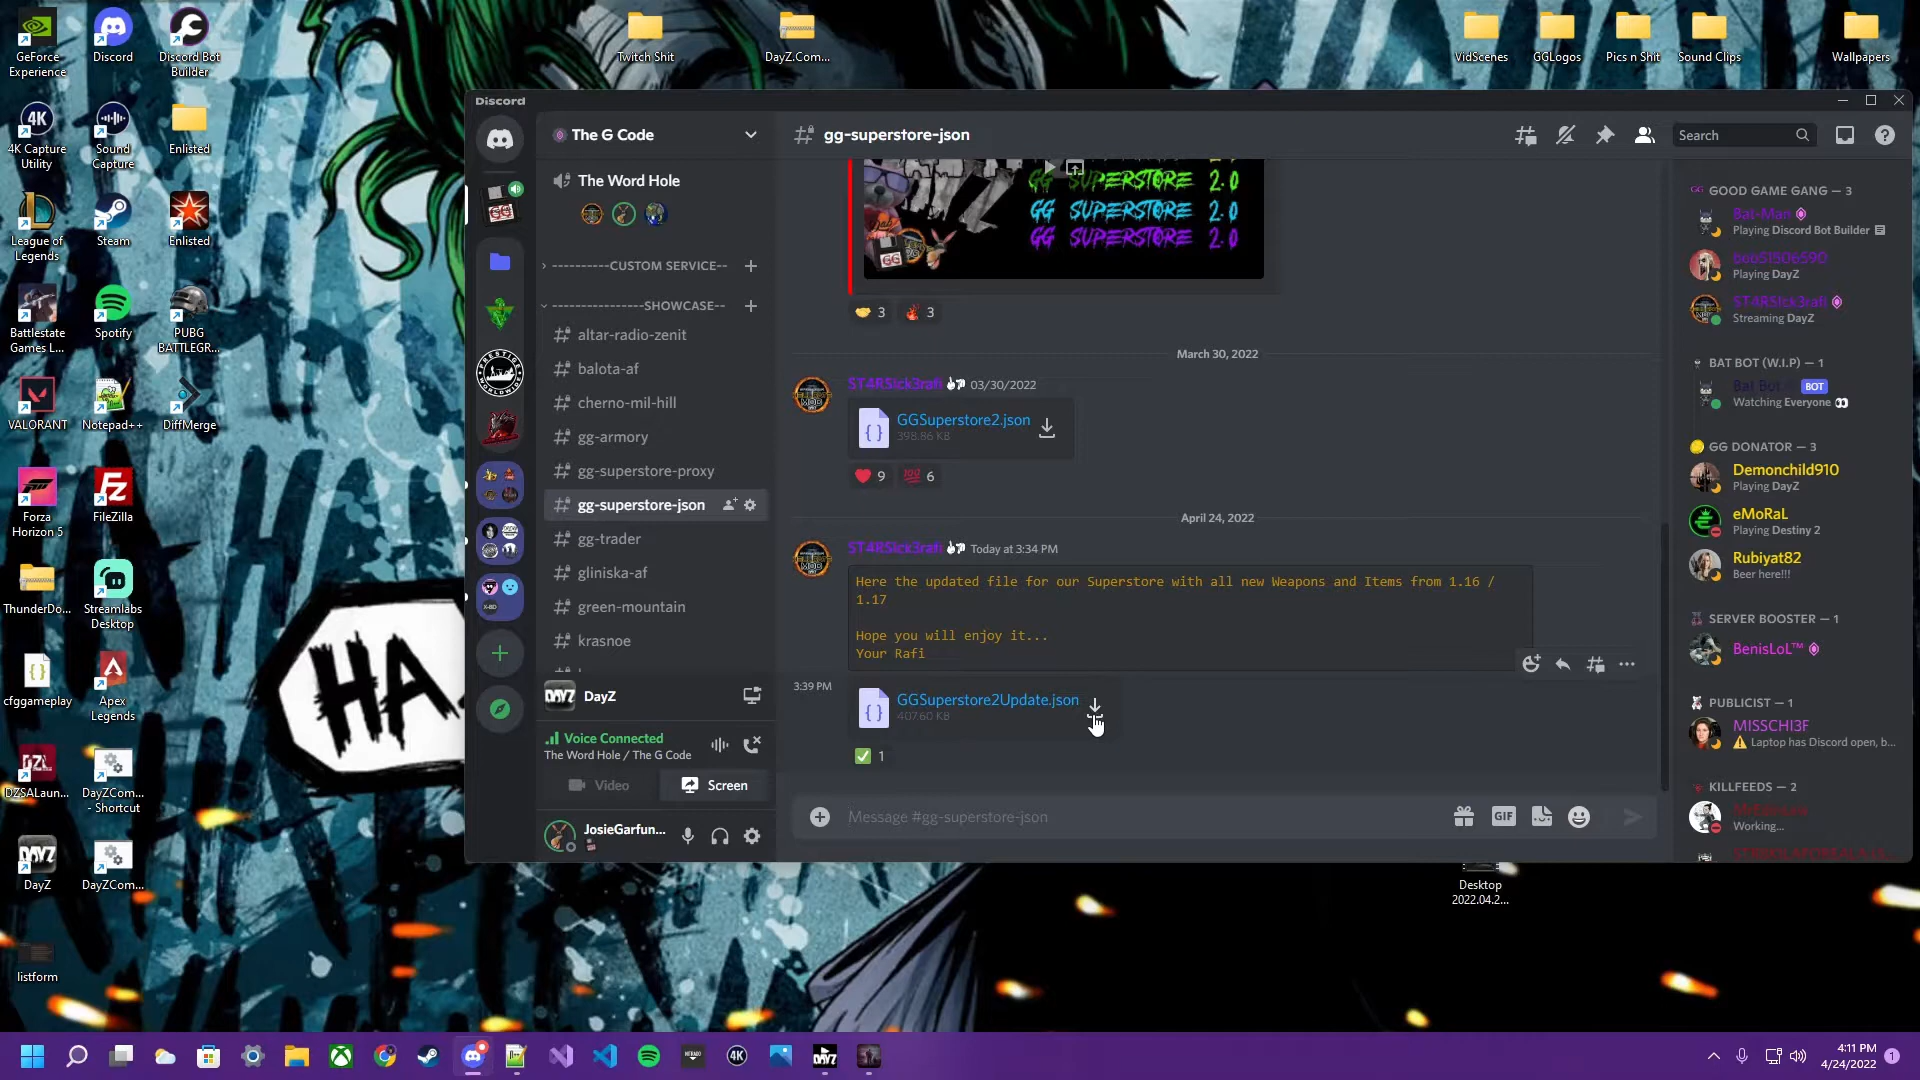 GeForce Experience
Discord
Discord Bot Builder
Twitch Shit
DayZ.Com...
VidScenes
GGLogos
Pics n Shit
Sound Clips
Wallpapers
4K Capture Utility
Sound Capture
Enlisted
League of Legends
Steam
Enlisted
Battlestate Games L...
Spotify
PUBG BATTLEGR...
VALORANT
Notepad++
DiffMerge
Forza Horizon 5
FileZilla
ThunderDo...
Streamlabs Desktop
cfggameplay
Apex Legends
DZSALaun...
DayZCom... - Shortcut
DayZ
DayZCom...
listform
HA
Desktop 2022.04.2...
Discord
The G Code
gg-superstore-json
Search
The Word Hole
----------CUSTOM SERVICE--
----------------SHOWCASE--
altar-radio-zenit
balota-af
cherno-mil-hill
gg-armory
gg-superstore-proxy
gg-superstore-json
gg-trader
gliniska-af
green-mountain
krasnoe
DayZ
Voice Connected
The Word Hole / The G Code
Video
Screen
JosieGarfun...
GG SUPERSTORE 2.0
GG SUPERSTORE 2.0
GG SUPERSTORE 2.0
3
3
March 30, 2022
ST4RS!ck3rafi 03/30/2022
GGSuperstore2.json
398.86 KB
9
6
April 24, 2022
ST4RS!ck3rafi Today at 3:34 PM
Here the updated file for our Superstore with all new Weapons and Items from 1.16 /
1.17
Hope you will enjoy it...
Your Rafi
3:39 PM
GGSuperstore2Update.json
407.60 KB
1
Message #gg-superstore-json
GIF
GOOD GAME GANG — 3
Bat-Man
Playing Discord Bot Builder
Playing DayZ
ST4RS!ck3rafi
Streaming DayZ
BAT BOT (W.I.P) — 1
Bat Bot
BOT
Watching Everyone
GG DONATOR — 3
Demonchild910
Playing DayZ
eMoRaL
Playing Destiny 2
Rubiyat82
Beer here!!!
SERVER BOOSTER — 1
BenisLoL™
PUBLICIST — 1
M1SSCHI3F
Laptop has Discord open, b...
KILLFEEDS — 2
Working...
4:11 PM
4/24/2022
1